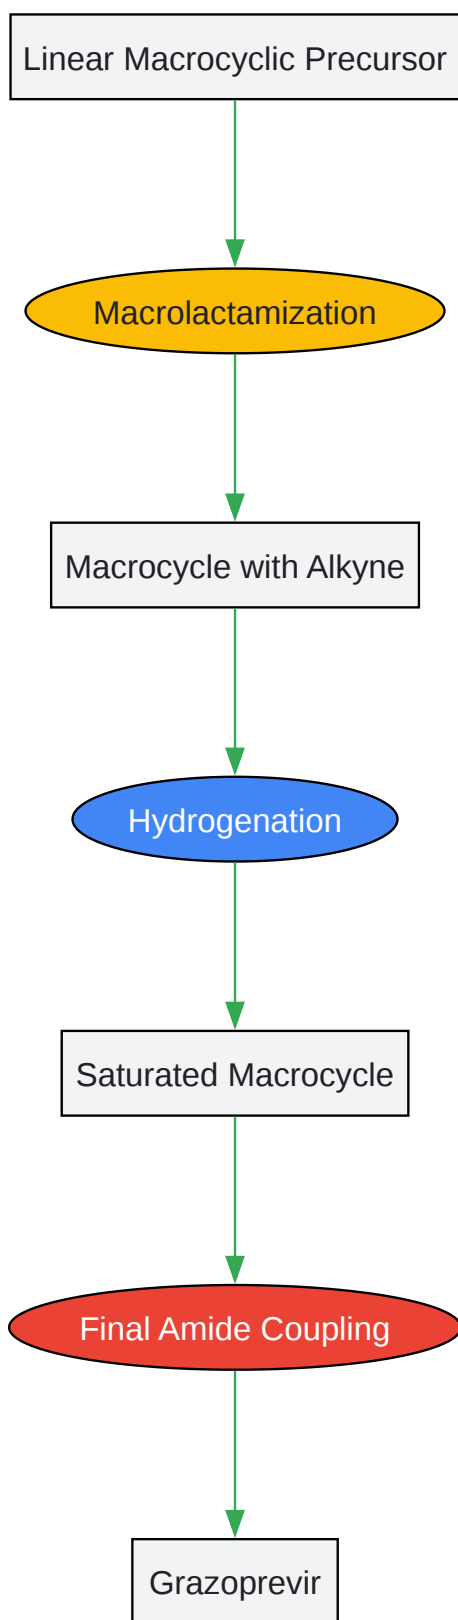 Linear Macrocyclic Precursor
Macrolactamization
Macrocycle with Alkyne
Hydrogenation
Saturated Macrocycle
Final Amide Coupling
Grazoprevir